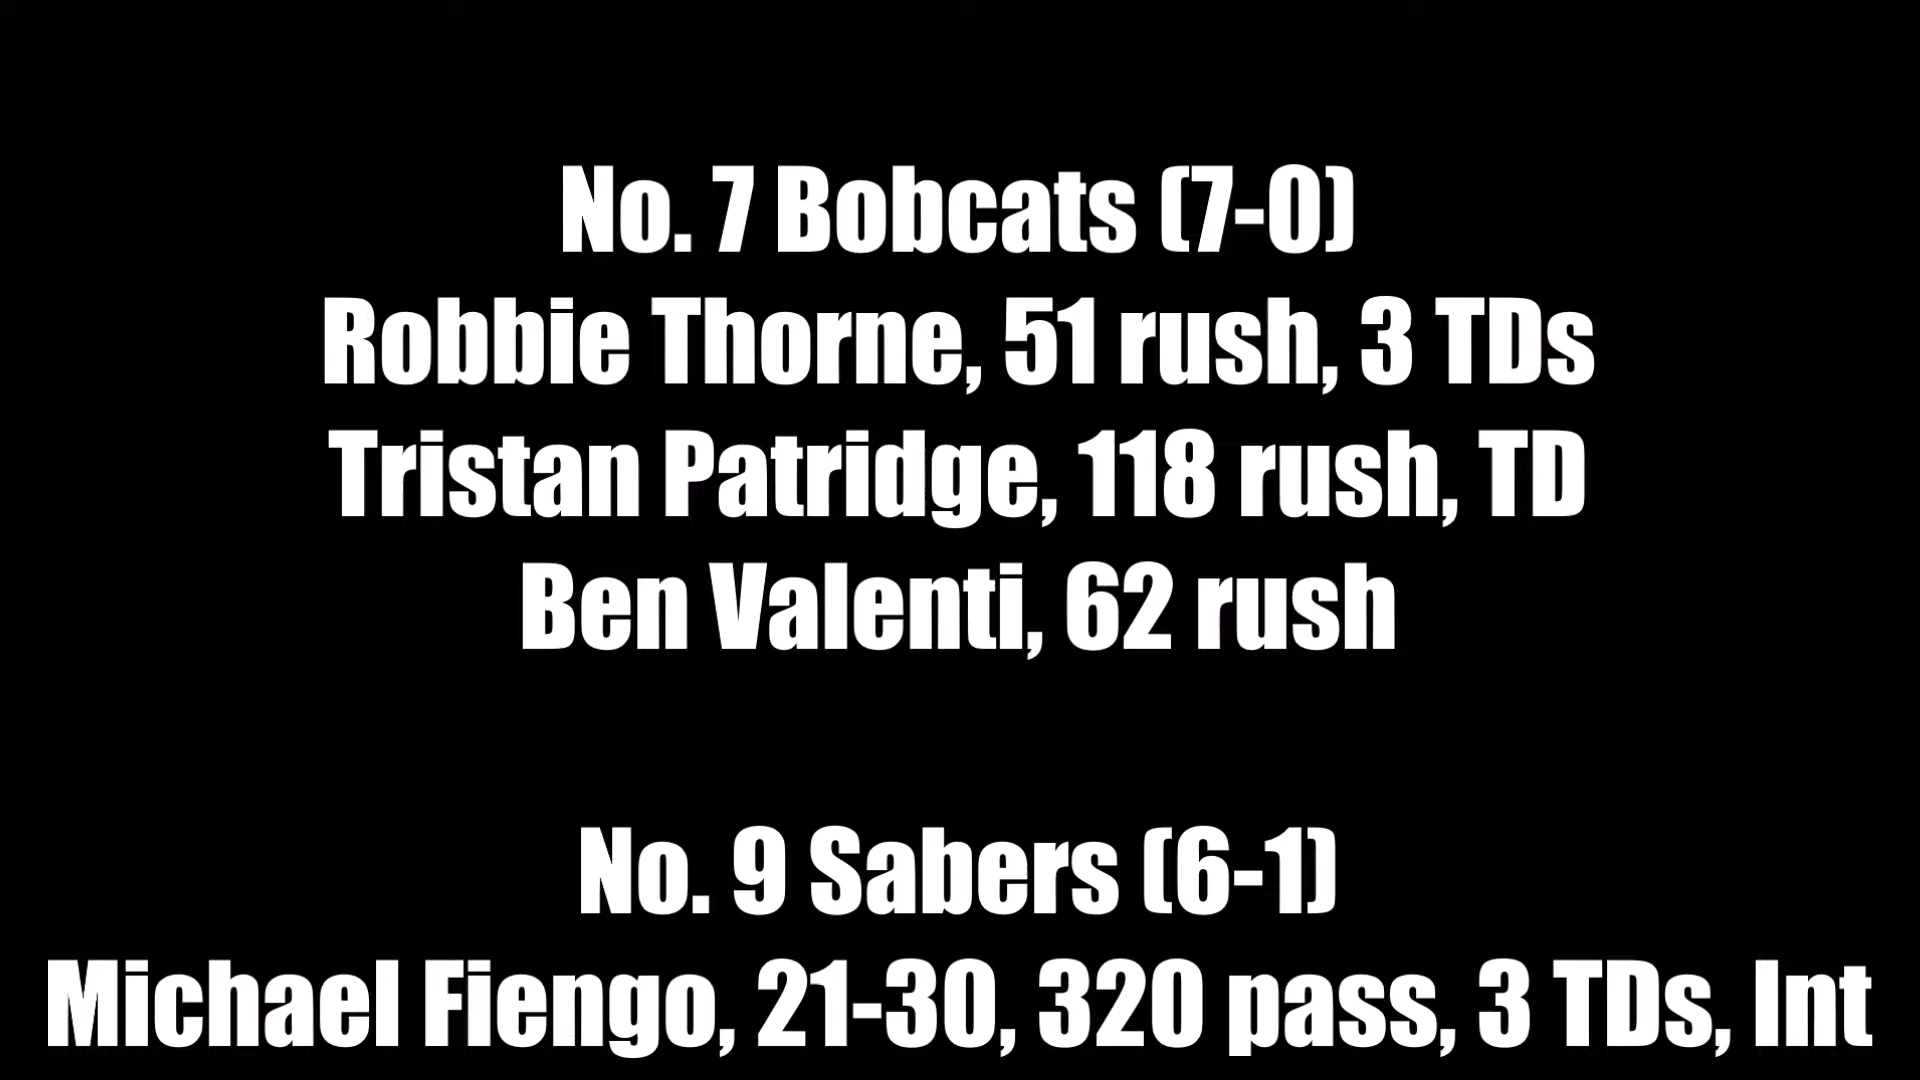 No. 7 Bobcats (7-0)
Robbie Thorne, 51 rush, 3 TDs
Tristan Patridge, 118 rush, TD
Ben Valenti, 62 rush
No. 9 Sabers (6-1)
Michael Fiengo, 21-30, 320 pass, 3 TDs, Int